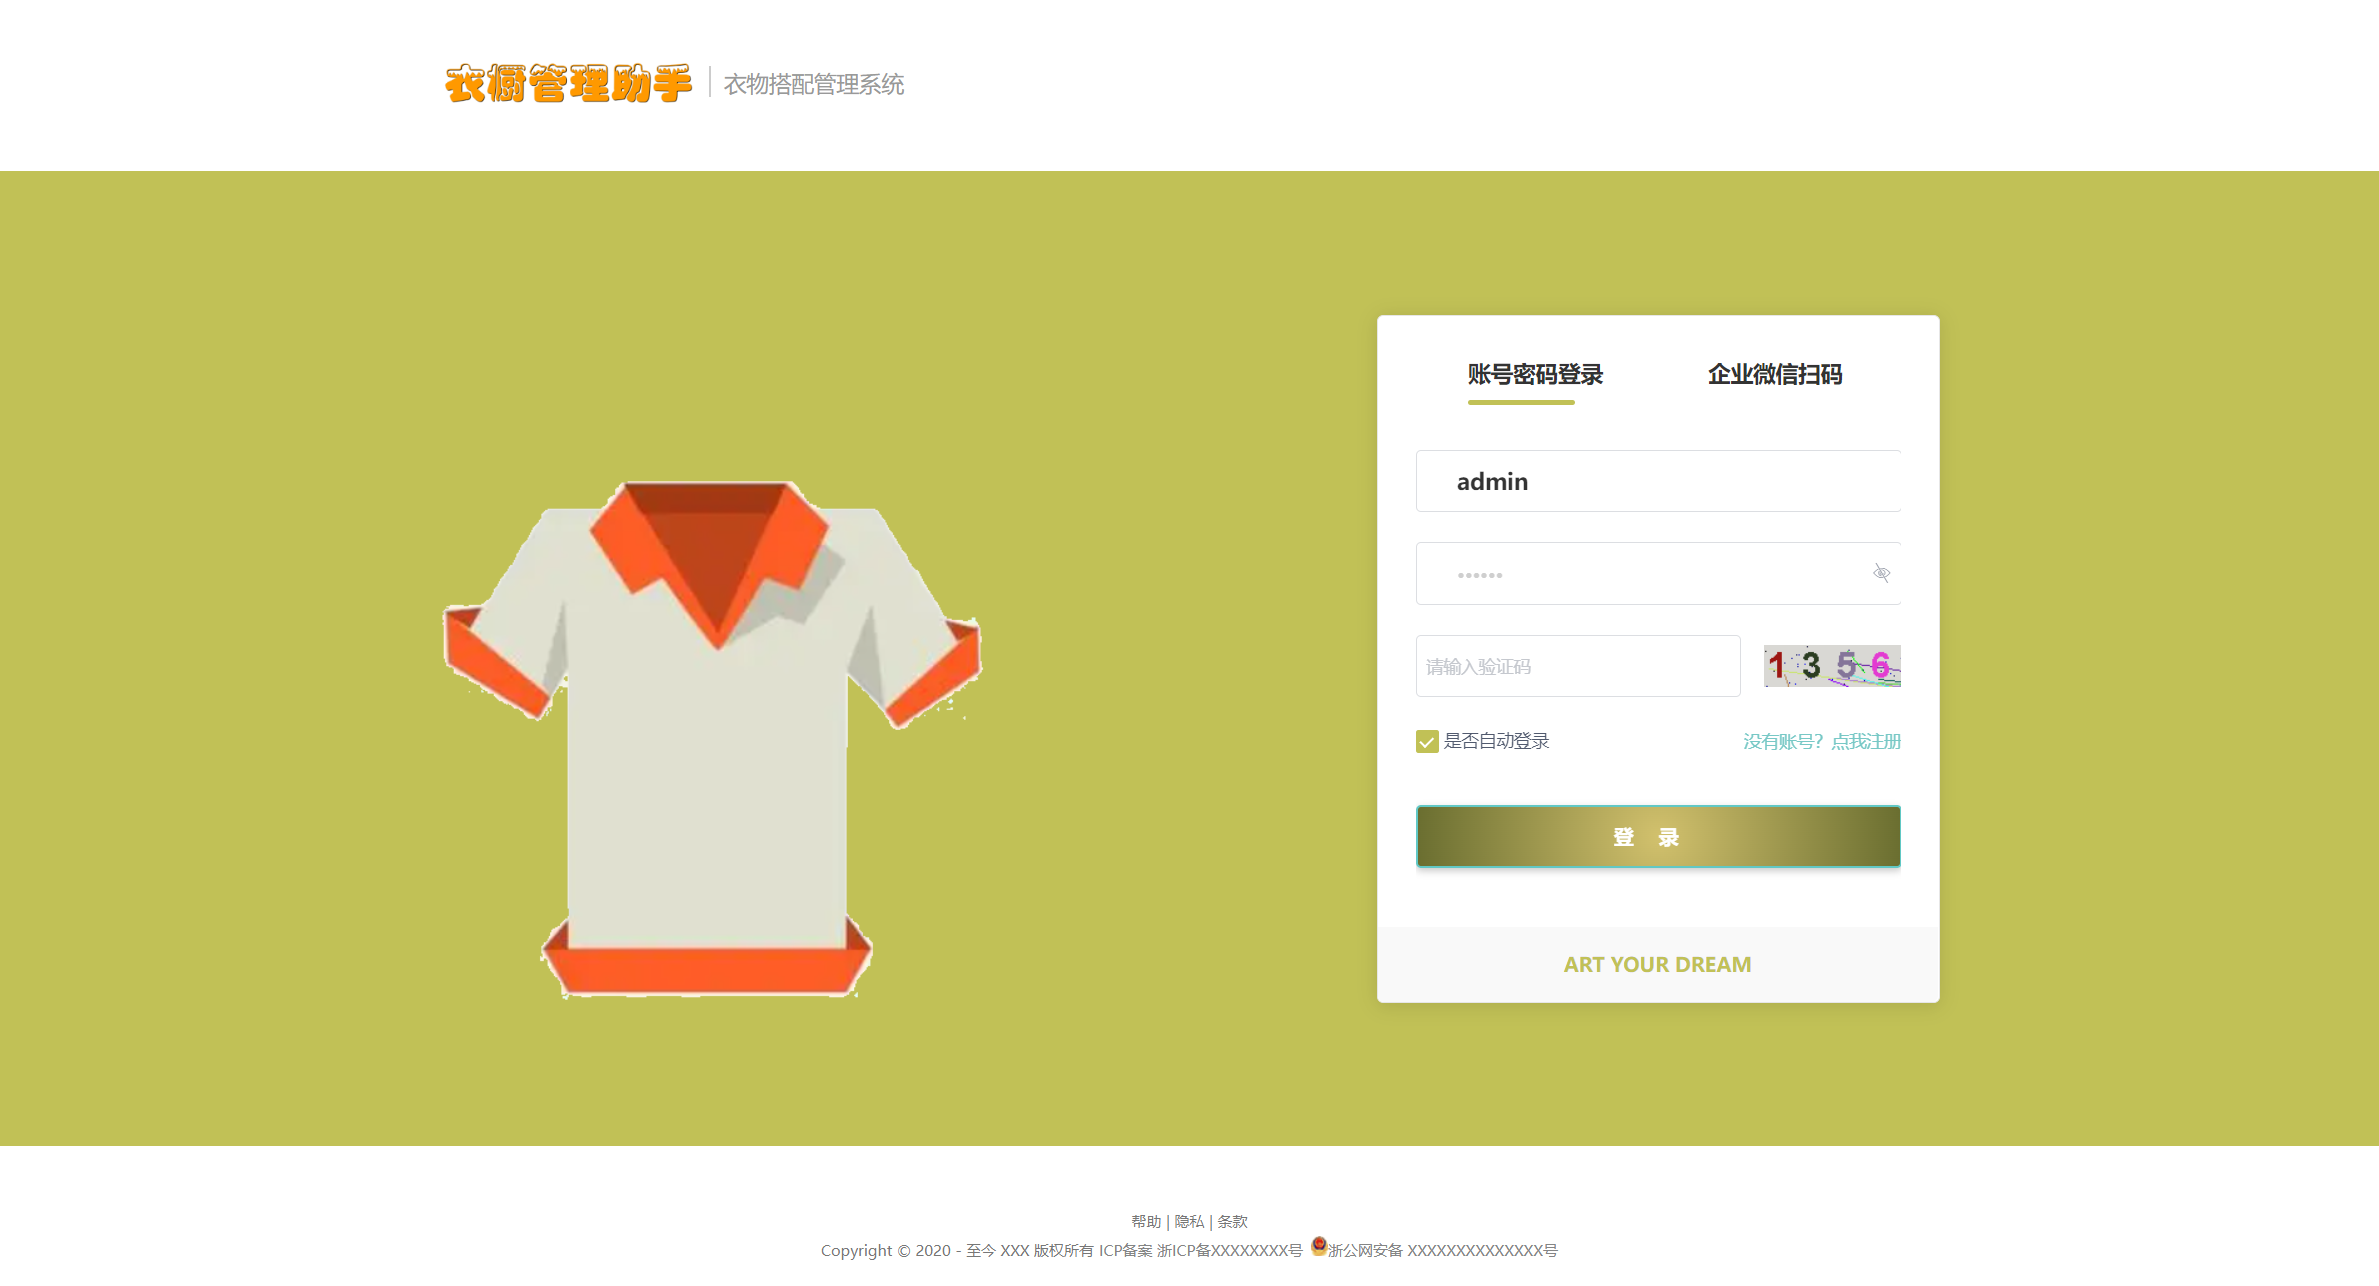 衣橱管理助手 衣物搭配管理系统
账号密码登录 企业微信扫码
admin
••••••
请输入验证码 1356
是否自动登录 没有账号？点我注册
登 录
ART YOUR DREAM
帮助 | 隐私 | 条款
Copyright © 2020 - 至今 XXX 版权所有 ICP备案 浙ICP备XXXXXXXX号 浙公网安备 XXXXXXXXXXXXXX号